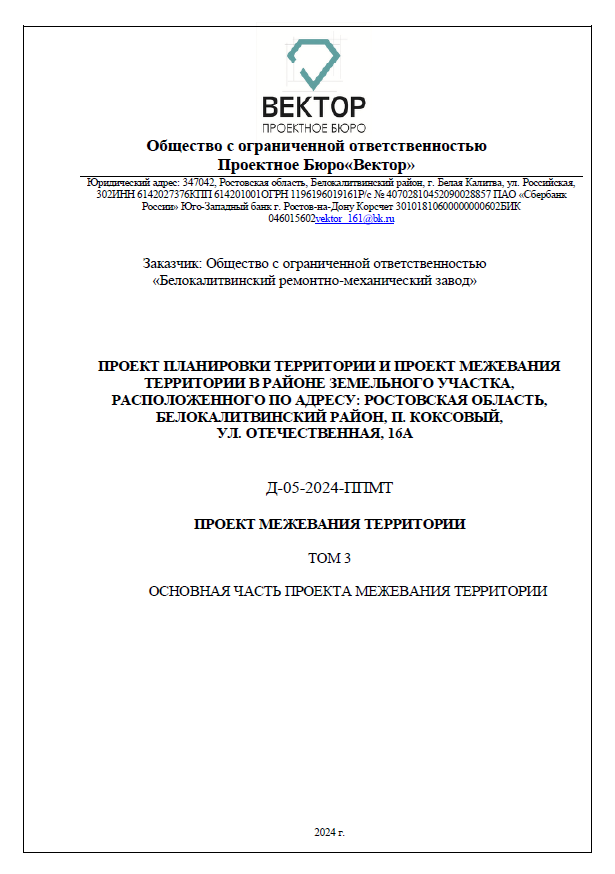 ВЕКТОР
ПРОЕКТНОЕ БЮРО
Общество с ограниченной ответственностью
Проектное Бюро«Вектор»
Юридический адрес: 347042, Ростовская область, Белокалитвинский район, г. Белая Калитва, ул. Российская,
302ИНН 6142027376КПП 614201001ОГРН 1196196019161Р/с № 40702810452090028857 ПАО «Сбербанк
России» Юго-Западный банк г. Ростов-на-Дону Корсчет 30101810600000000602БИК
046015602vektor_161@bk.ru
Заказчик: Общество с ограниченной ответственностью
«Белокалитвинский ремонтно-механический завод»
ПРОЕКТ ПЛАНИРОВКИ ТЕРРИТОРИИ И ПРОЕКТ МЕЖЕВАНИЯ
ТЕРРИТОРИИ В РАЙОНЕ ЗЕМЕЛЬНОГО УЧАСТКА,
РАСПОЛОЖЕННОГО ПО АДРЕСУ: РОСТОВСКАЯ ОБЛАСТЬ,
БЕЛОКАЛИТВИНСКИЙ РАЙОН, П. КОКСОВЫЙ,
УЛ. ОТЕЧЕСТВЕННАЯ, 16А
Д-05-2024-ППМТ
ПРОЕКТ МЕЖЕВАНИЯ ТЕРРИТОРИИ
ТОМ 3
ОСНОВНАЯ ЧАСТЬ ПРОЕКТА МЕЖЕВАНИЯ ТЕРРИТОРИИ
2024 г.